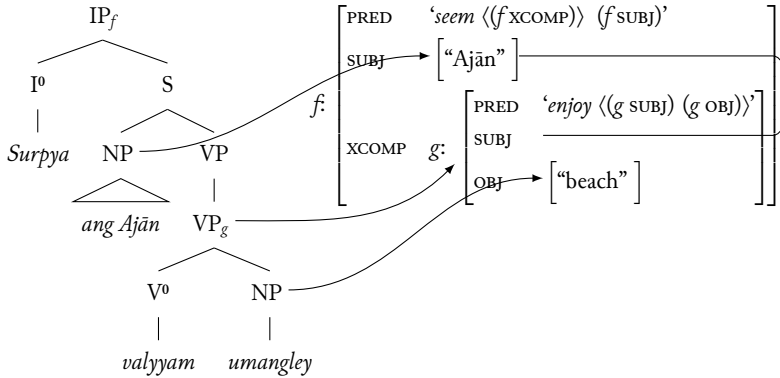 IP_f
I⁰ S
Surpya NP VP
ang Ajān VP_g
V⁰ NP
valyyam umangley
f:
PRED ‘seem ⟨(f XCOMP)⟩ (f SUBJ)’
SUBJ [“Ajān”]
XCOMP g:
PRED ‘enjoy ⟨(g SUBJ) (g OBJ)⟩’
SUBJ
OBJ [“beach”]